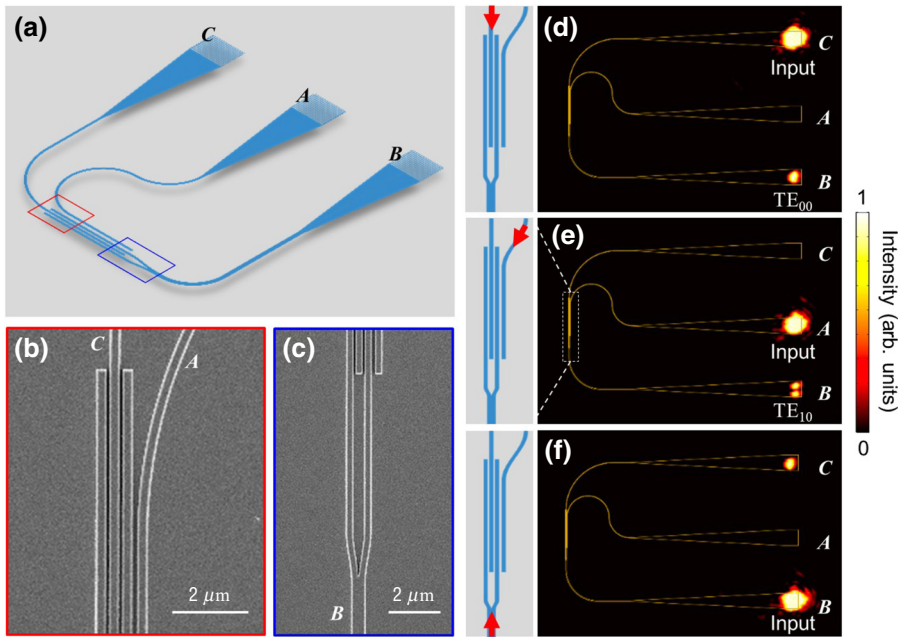 (a)
C
A
B
(b)
C
A
2 μm
(c)
B
2 μm
(d)
C
Input
A
B
TE00
(e)
C
A
Input
B
TE10
(f)
C
A
B
Input
1
Intensity (arb. units)
0